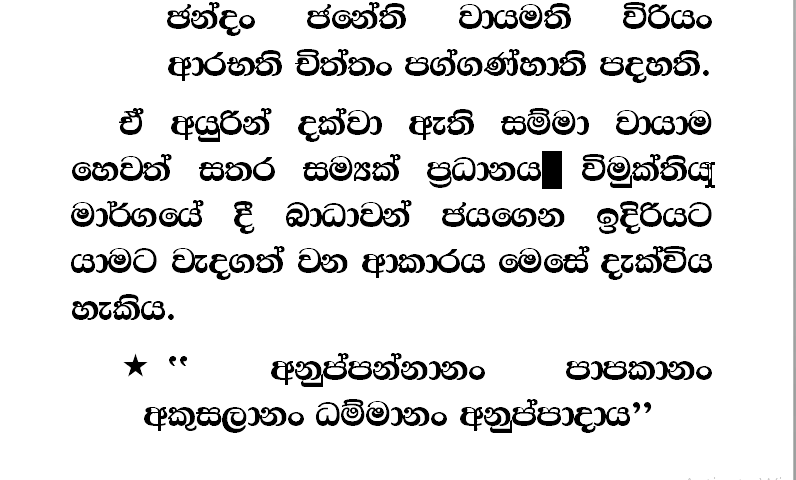 ඡන්දං ජනේති වායමති විරියං
ආරභති චිත්තං පග්ගණ්හාති පදහති.
ඒ අයුරින් දක්වා ඇති සම්මා වායාම
හෙවත් සතර සම්‍යක් ප්‍රධානය විමුක්තිය
මාර්ගයේ දී බාධාවන් ජයගෙන ඉදිරියට
යාමට වැදගත් වන ආකාරය මෙසේ දැක්විය
හැකිය.
★ “ අනුප්පන්නානං පාපකානං
අකුසලානං ධම්මානං අනුප්පාදාය”